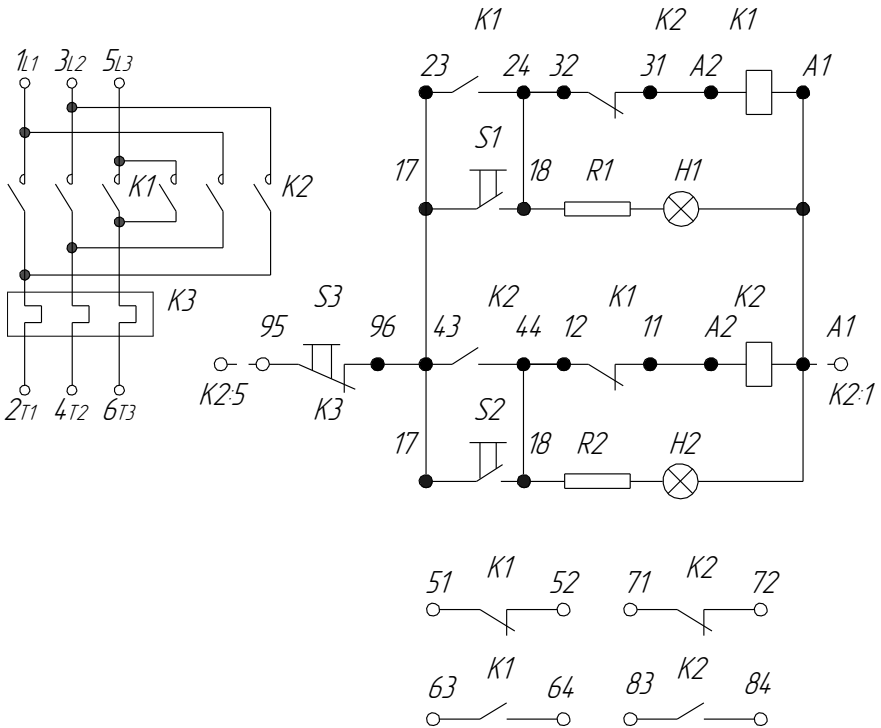 K1 K2 K1
1L1 3L2 5L3 23 24 32 31 A2 A1
S1
17 18 R1 H1
K1 K2
K3 S3 K2 K1 K2
95 96 43 44 12 11 A2 A1
K2:5 K2:1
2T1 4T2 6T3 K3 S2
17 18 R2 H2
51 K1 52 71 K2 72
63 K1 64 83 K2 84